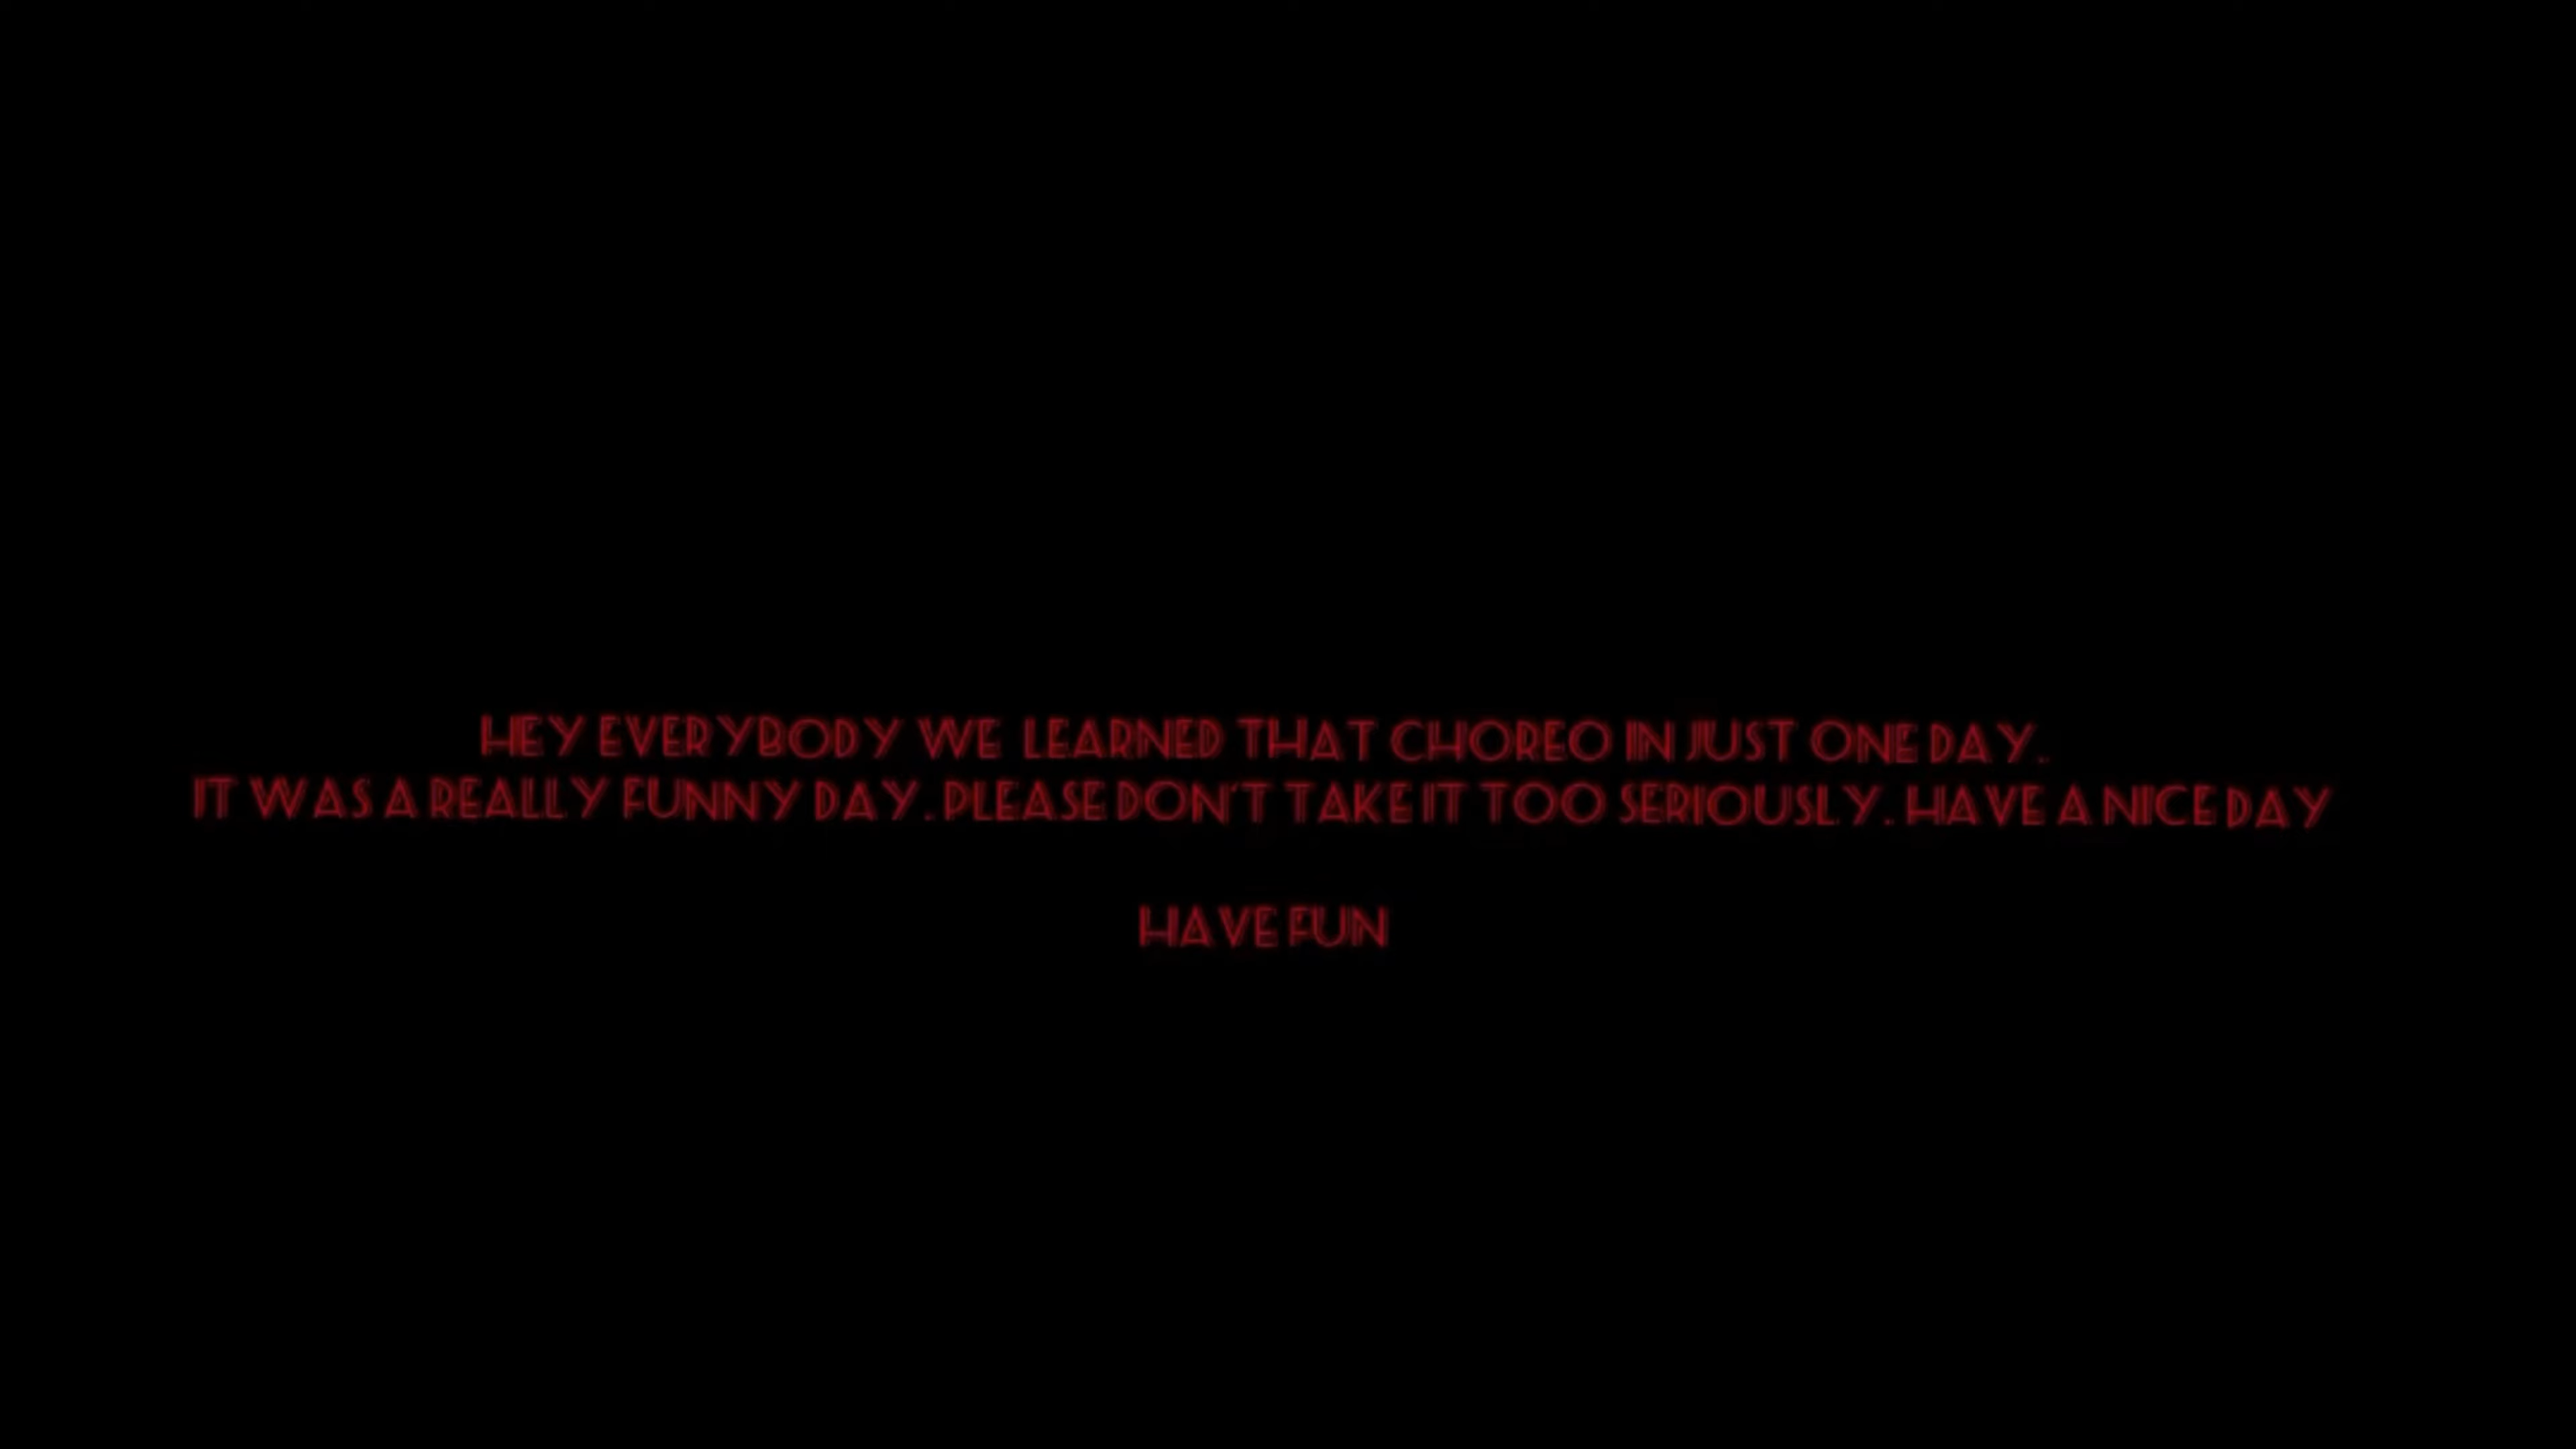 HEY EVERYBODY WE LEARNED THAT CHOREO IN JUST ONE DAY.
IT WAS A REALLY FUNNY DAY. PLEASE DON'T TAKE IT TOO SERIOUSLY. HAVE A NICE DAY
HAVE FUN